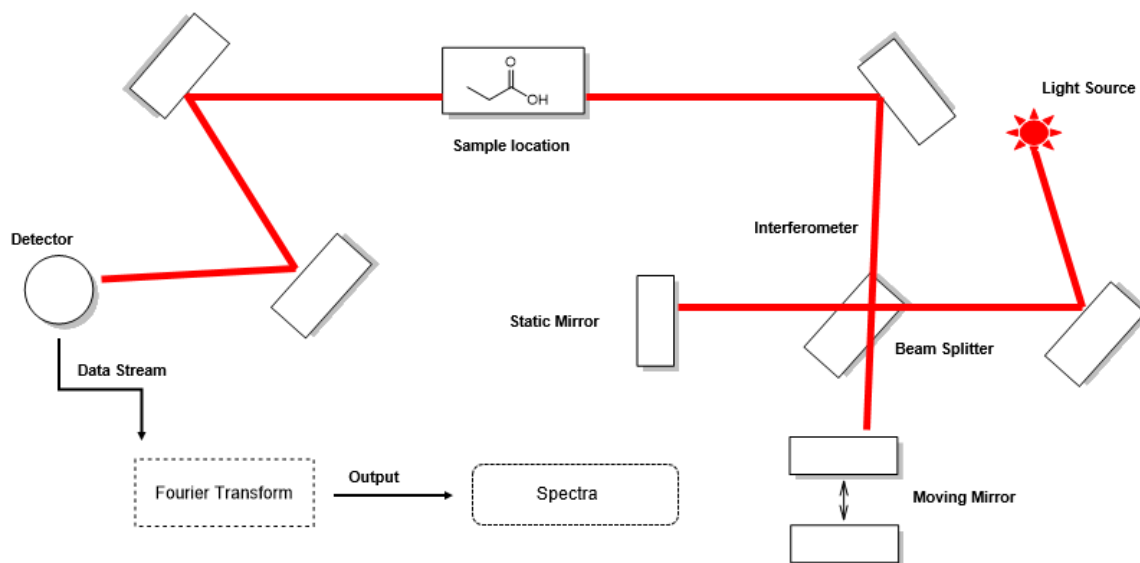 O
OH
Light Source
Sample location
Interferometer
Detector
Static Mirror
Beam Splitter
Data Stream
Output
Fourier Transform
Spectra
Moving Mirror